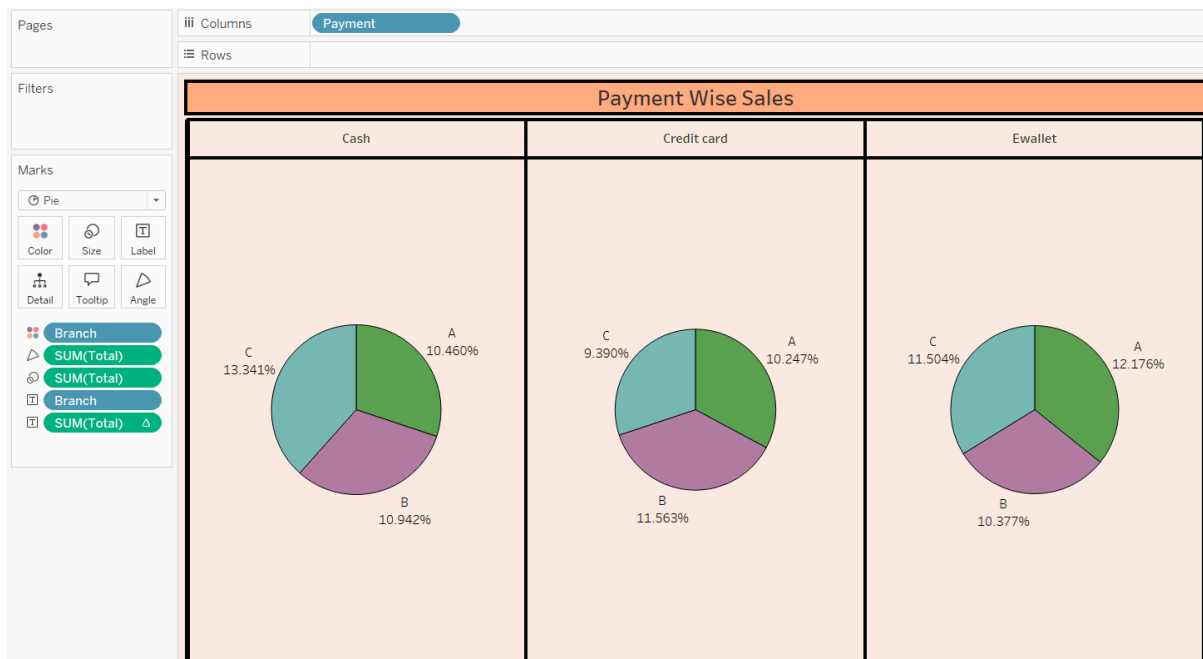 Pages
Columns
Payment
Rows
Filters
Payment Wise Sales
Cash
Credit card
Ewallet
Marks
Pie
Color
Size
Label
Detail
Tooltip
Angle
Branch
SUM(Total)
SUM(Total)
Branch
SUM(Total) Δ
A
10.460%
C
13.341%
B
10.942%
C
9.390%
A
10.247%
B
11.563%
C
11.504%
A
12.176%
B
10.377%